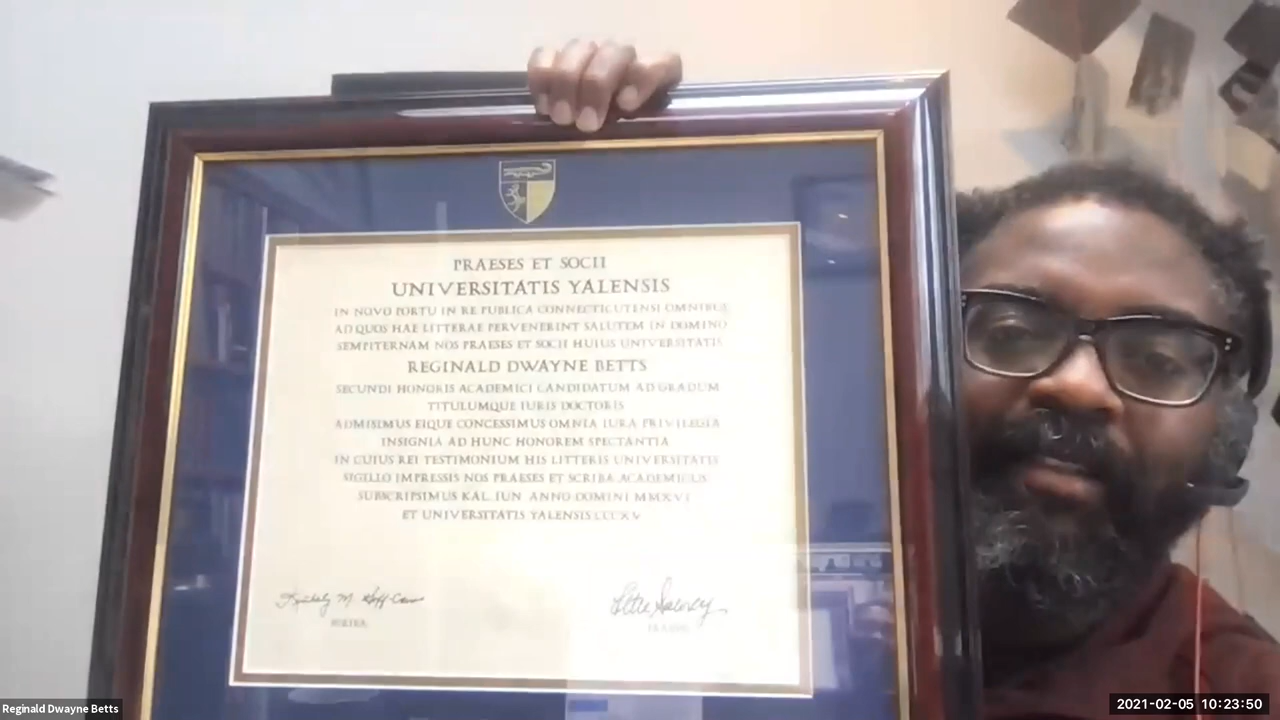 PRAESES ET SOCII
UNIVERSITATIS YALENSIS
IN NOVO PORTU IN RE PUBLICA CONNECTICUTENSI OMNIBUS
AD QUOS HAE LITTERAE PERVENERINT SALUTEM IN DOMINO
SEMPITERNAM NOS PRAESES ET SOCII HUIUS UNIVERSITATIS
REGINALD DWAYNE BETTS
SECUNDI HONORIS ACADEMICI CANDIDATUM AD GRADUM
TITULUMQUE IURIS DOCTORIS
ADMISIMUS EIQUE CONCESSIMUS OMNIA IURA PRIVILEGIA
INSIGNIA AD HUNC HONOREM SPECTANTIA
IN CUIUS REI TESTIMONIUM HIS LITTERIS UNIVERSITATIS
SIGILLO IMPRESSIS NOS PRAESES ET SCRIBA ACADEMICUS
SUBSCRIPSIMUS KAL. IUN. ANNO DOMINI MMXVI
ET UNIVERSITATIS YALENSIS CCCXV
Reginald Dwayne Betts
2021-02-05 10:23:50